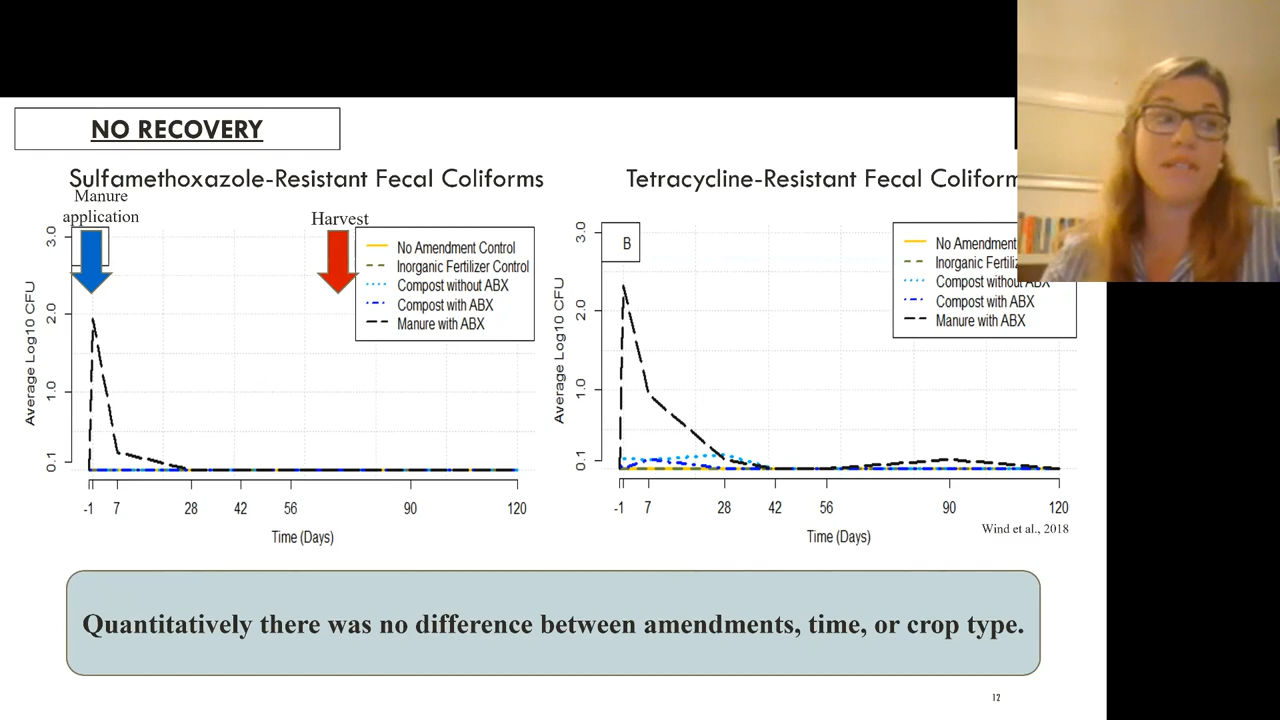 NO RECOVERY
Sulfamethoxazole-Resistant Fecal Coliforms
Manure
application
Harvest
3.0
2.0
1.0
0.1
Average Log10 CFU
No Amendment Control
Inorganic Fertilizer Control
Compost without ABX
Compost with ABX
Manure with ABX
-1 7 28 42 56 90 120
Time (Days)
Tetracycline-Resistant Fecal Coliform
B
3.0
2.0
1.0
0.1
Average Log10 CFU
No Amendment
Inorganic Fertiliz
Compost without ABX
Compost with ABX
Manure with ABX
-1 7 28 42 56 90 120
Time (Days)
Wind et al., 2018
Quantitatively there was no difference between amendments, time, or crop type.
12